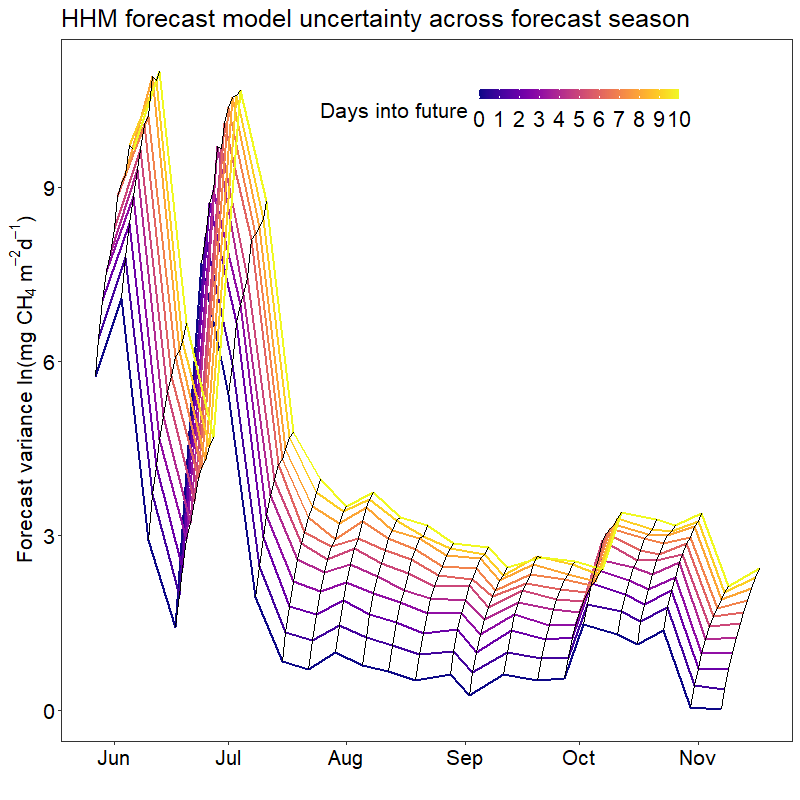 HHM forecast model uncertainty across forecast season
Days into future
0 1 2 3 4 5 6 7 8 9 10
Forecast variance ln(mg CH₄ m⁻²d⁻¹)
9
6
3
0
Jun Jul Aug Sep Oct Nov